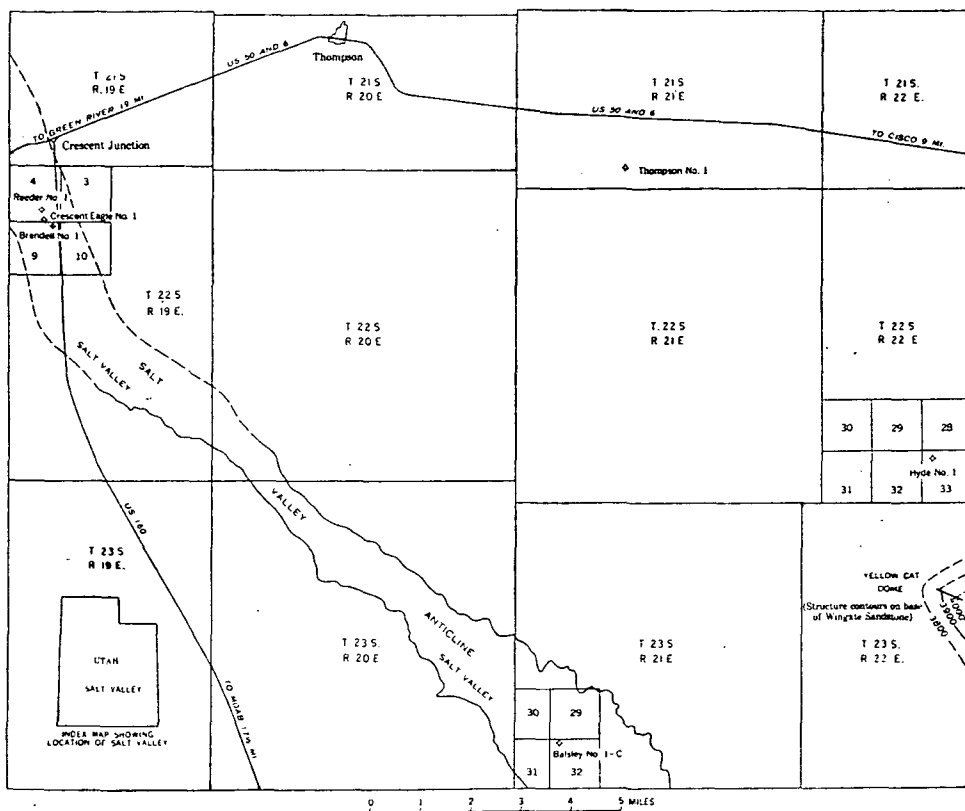 T 21 S
R. 19 E
US 50 AND 6
Thompson
T 21 S
R 20 E
T 21 S
R 21 E
T 21 S.
R 22 E.
US 50 AND 6
TO GREEN RIVER 19 MI.
TO CISCO 9 MI.
Crescent Junction
Thompson No. 1
4
3
Reeder No. 1
Crescent Eagle No. 1
Brendell No. 1
9
10
T 22 S
R 19 E.
T 22 S
R 20 E
T. 22 S
R 21 E
T 22 S
R 22 E
SALT VALLEY
SALT
30
29
28
Hyde No. 1
31
32
33
VALLEY
US 160
T 23 S
R 19 E.
YELLOW CAT
DOME
(Structure contours on base
of Wingate Sandstone)
4000
3900
3800
ANTICLINE
SALT VALLEY
T 23 S.
R 20 E
T 23 S
R 21 E
T 23 S.
R 22 E.
UTAH
SALT VALLEY
INDEX MAP SHOWING
LOCATION OF SALT VALLEY
TO MOAB 17½ MI
30
29
Balsley No. 1-C
31
32
0 1 2 3 4 5 MILES